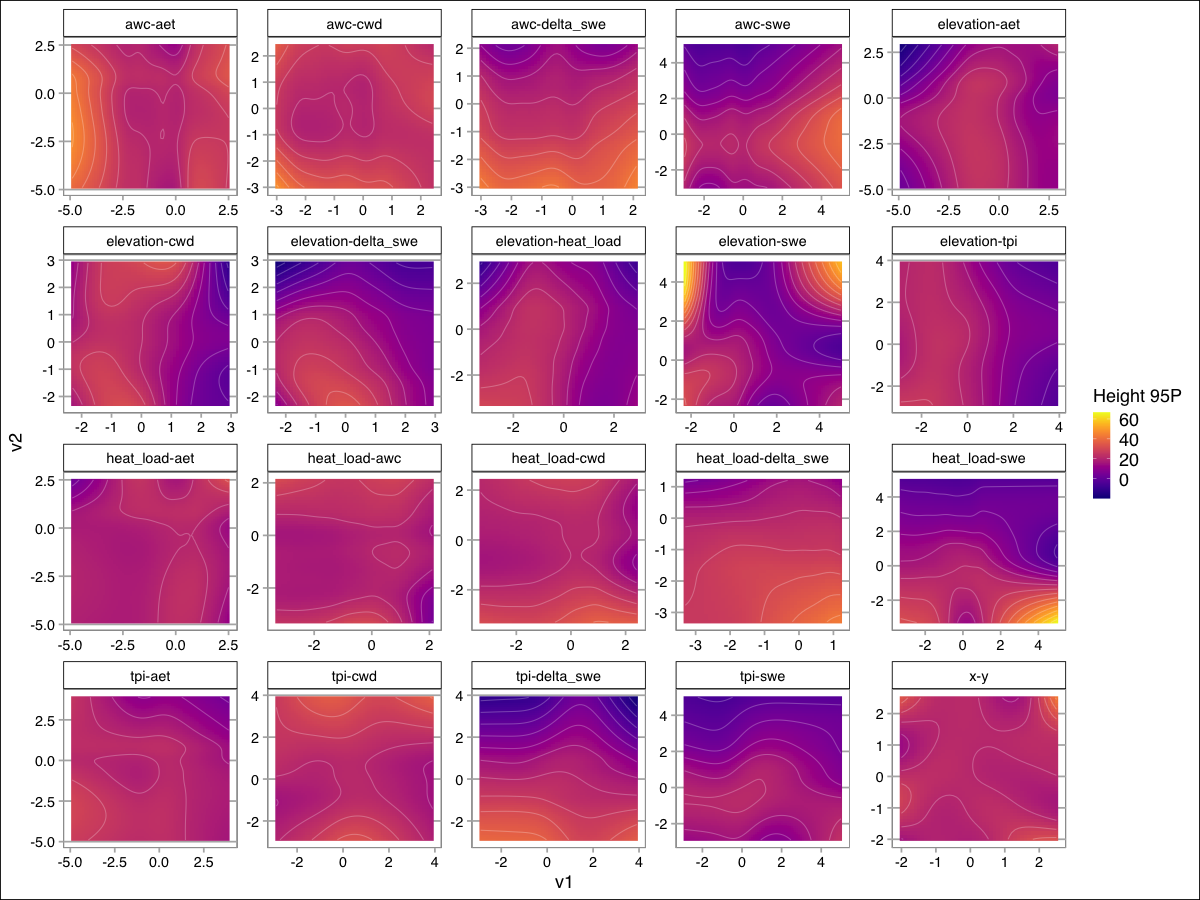 awc-aet awc-cwd awc-delta_swe awc-swe elevation-aet
2.5 0.0 -2.5 -5.0
2 1 0 -1 -2 -3
2 1 0 -1 -2 -3
4 2 0 -2
2.5 0.0 -2.5 -5.0
-5.0 -2.5 0.0 2.5
-3 -2 -1 0 1 2
-3 -2 -1 0 1 2
-2 0 2 4
-5.0 -2.5 0.0 2.5
elevation-cwd elevation-delta_swe elevation-heat_load elevation-swe elevation-tpi
3 2 1 0 -1 -2
3 2 1 0 -1 -2
2 0 -2
4 2 0 -2
4 2 0 -2
-2 -1 0 1 2 3
-2 -1 0 1 2 3
-2 0 2
-2 0 2 4
-2 0 2 4
heat_load-aet heat_load-awc heat_load-cwd heat_load-delta_swe heat_load-swe
2.5 0.0 -2.5 -5.0
2 0 -2
2 0 -2
1 0 -1 -2 -3
4 2 0 -2
-5.0 -2.5 0.0 2.5
-2 0 2
-2 0 2
-3 -2 -1 0 1
-2 0 2 4
tpi-aet tpi-cwd tpi-delta_swe tpi-swe x-y
2.5 0.0 -2.5 -5.0
4 2 0 -2
4 2 0 -2
4 2 0 -2
2 1 0 -1 -2
-5.0 -2.5 0.0 2.5
-2 0 2 4
-2 0 2 4
-2 0 2 4
-2 -1 0 1 2
v1
v2
Height 95P
60
40
20
0